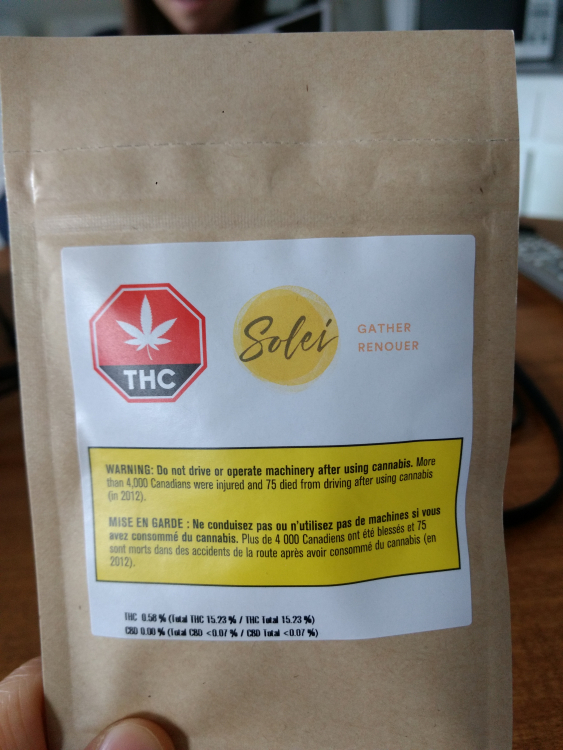 THC
Solei
GATHER
RENOUER
WARNING: Do not drive or operate machinery after using cannabis. More
than 4,000 Canadians were injured and 75 died from driving after using cannabis
(in 2012).
MISE EN GARDE : Ne conduisez pas ou n'utilisez pas de machines si vous
avez consommé du cannabis. Plus de 4 000 Canadiens ont été blessés et 75
sont morts dans des accidents de la route après avoir consommé du cannabis (en
2012).
THC 0.58 % (Total THC 15.23 % / THC Total 15.23 %)
CBD 0.00 % (Total CBD <0.07 % / CBD Total <0.07 %)